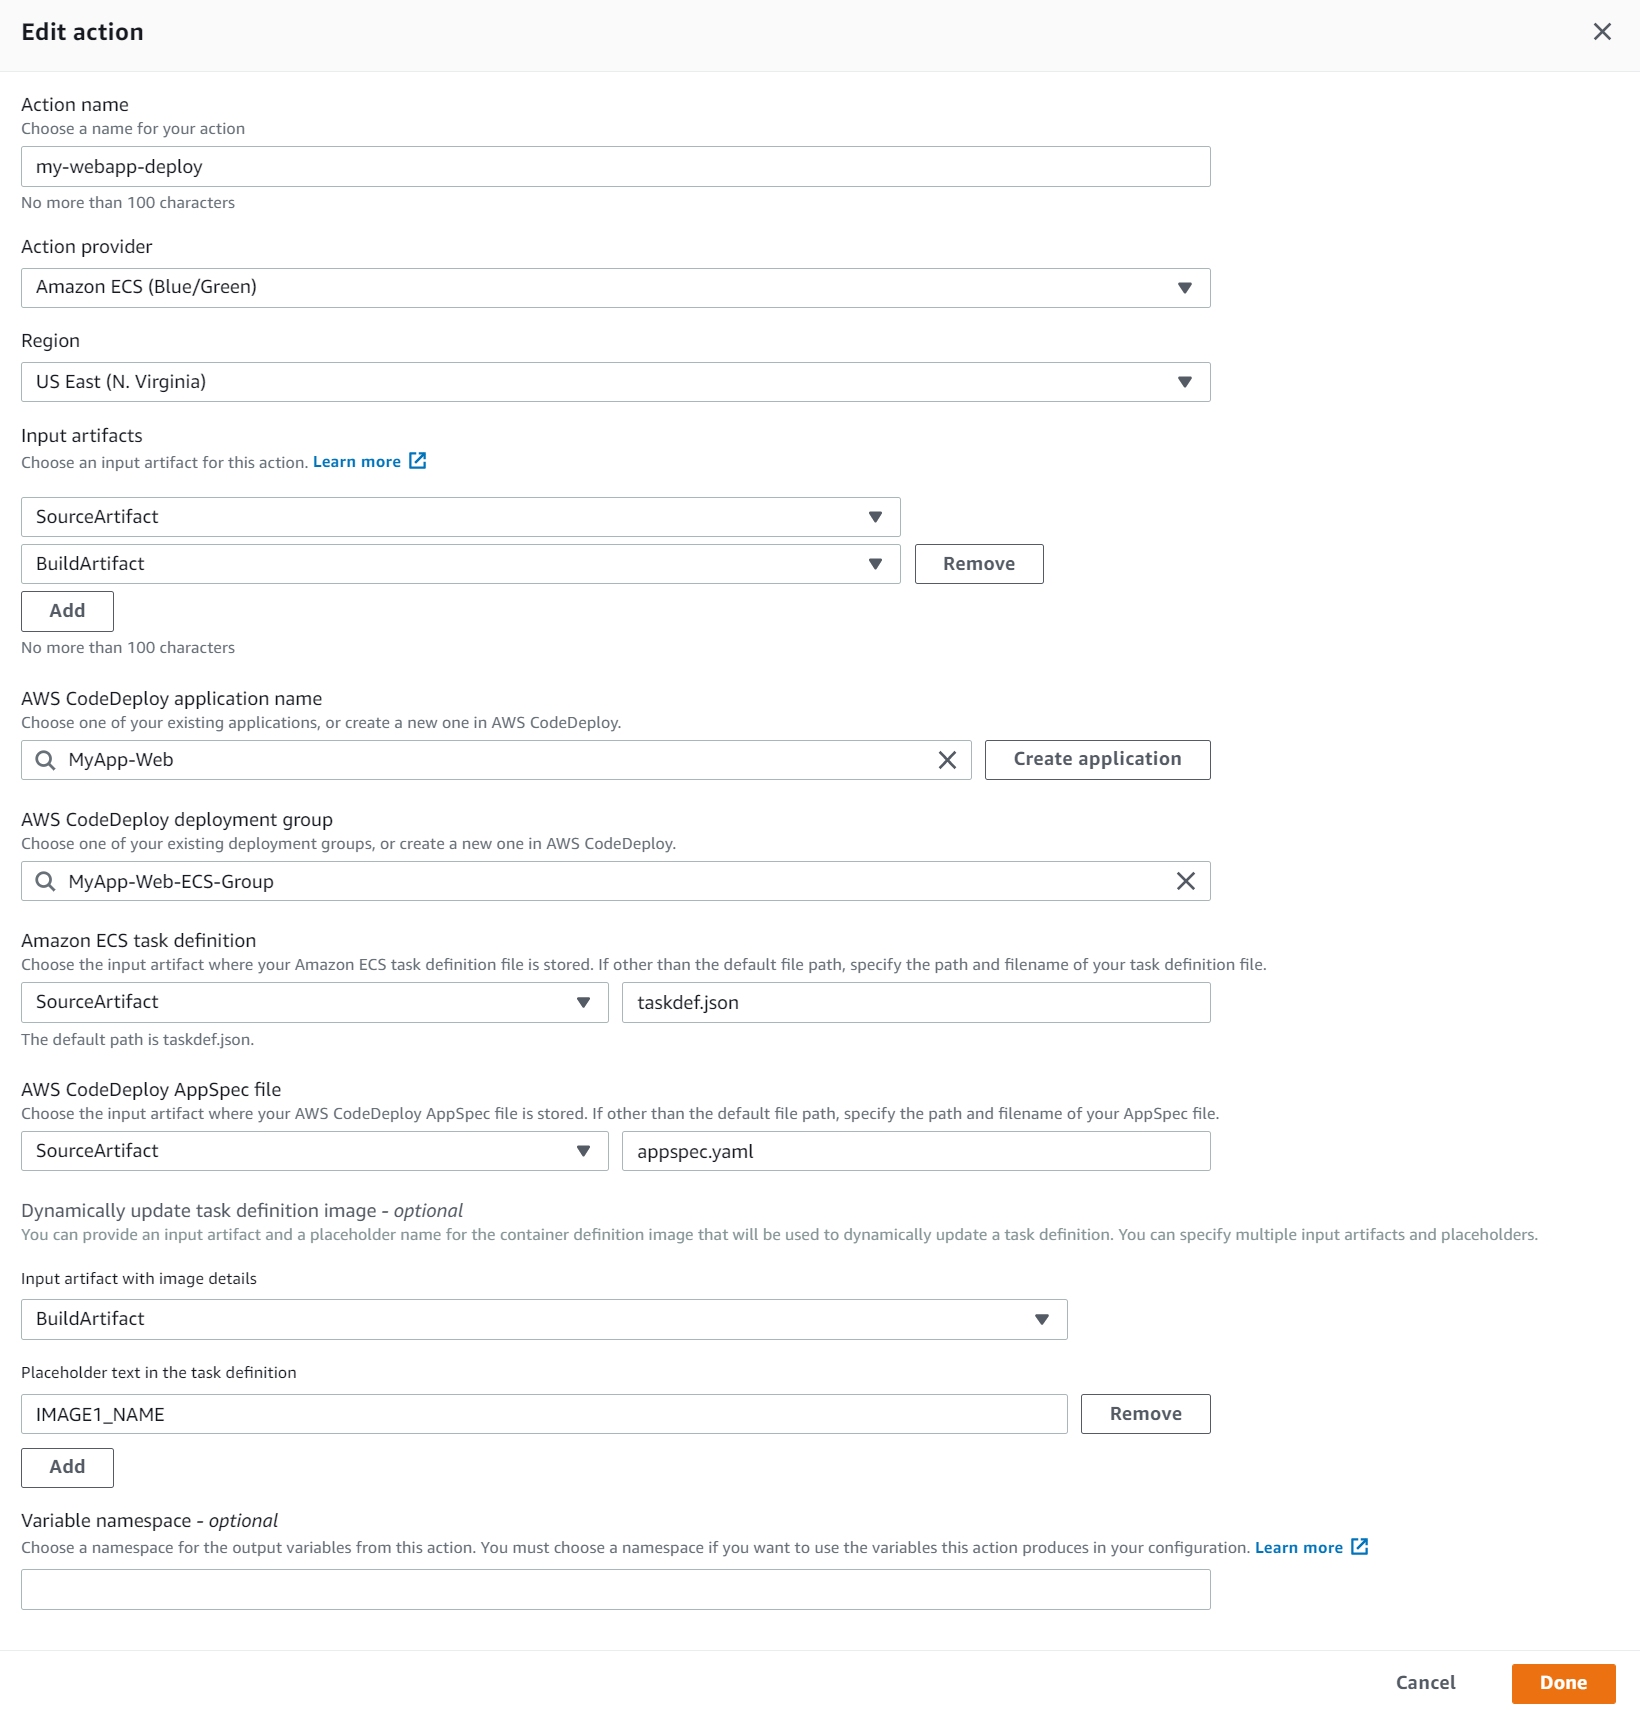 Edit action
Action name
Choose a name for your action
my-webapp-deploy
No more than 100 characters
Action provider
Amazon ECS (Blue/Green)
Region
US East (N. Virginia)
Input artifacts
Choose an input artifact for this action. Learn more
SourceArtifact
BuildArtifact
Remove
Add
No more than 100 characters
AWS CodeDeploy application name
Choose one of your existing applications, or create a new one in AWS CodeDeploy.
MyApp-Web
Create application
AWS CodeDeploy deployment group
Choose one of your existing deployment groups, or create a new one in AWS CodeDeploy.
MyApp-Web-ECS-Group
Amazon ECS task definition
Choose the input artifact where your Amazon ECS task definition file is stored. If other than the default file path, specify the path and filename of your task definition file.
SourceArtifact
taskdef.json
The default path is taskdef.json.
AWS CodeDeploy AppSpec file
Choose the input artifact where your AWS CodeDeploy AppSpec file is stored. If other than the default file path, specify the path and filename of your AppSpec file.
SourceArtifact
appspec.yaml
Dynamically update task definition image - optional
You can provide an input artifact and a placeholder name for the container definition image that will be used to dynamically update a task definition. You can specify multiple input artifacts and placeholders.
Input artifact with image details
BuildArtifact
Placeholder text in the task definition
IMAGE1_NAME
Remove
Add
Variable namespace - optional
Choose a namespace for the output variables from this action. You must choose a namespace if you want to use the variables this action produces in your configuration. Learn more
Cancel
Done